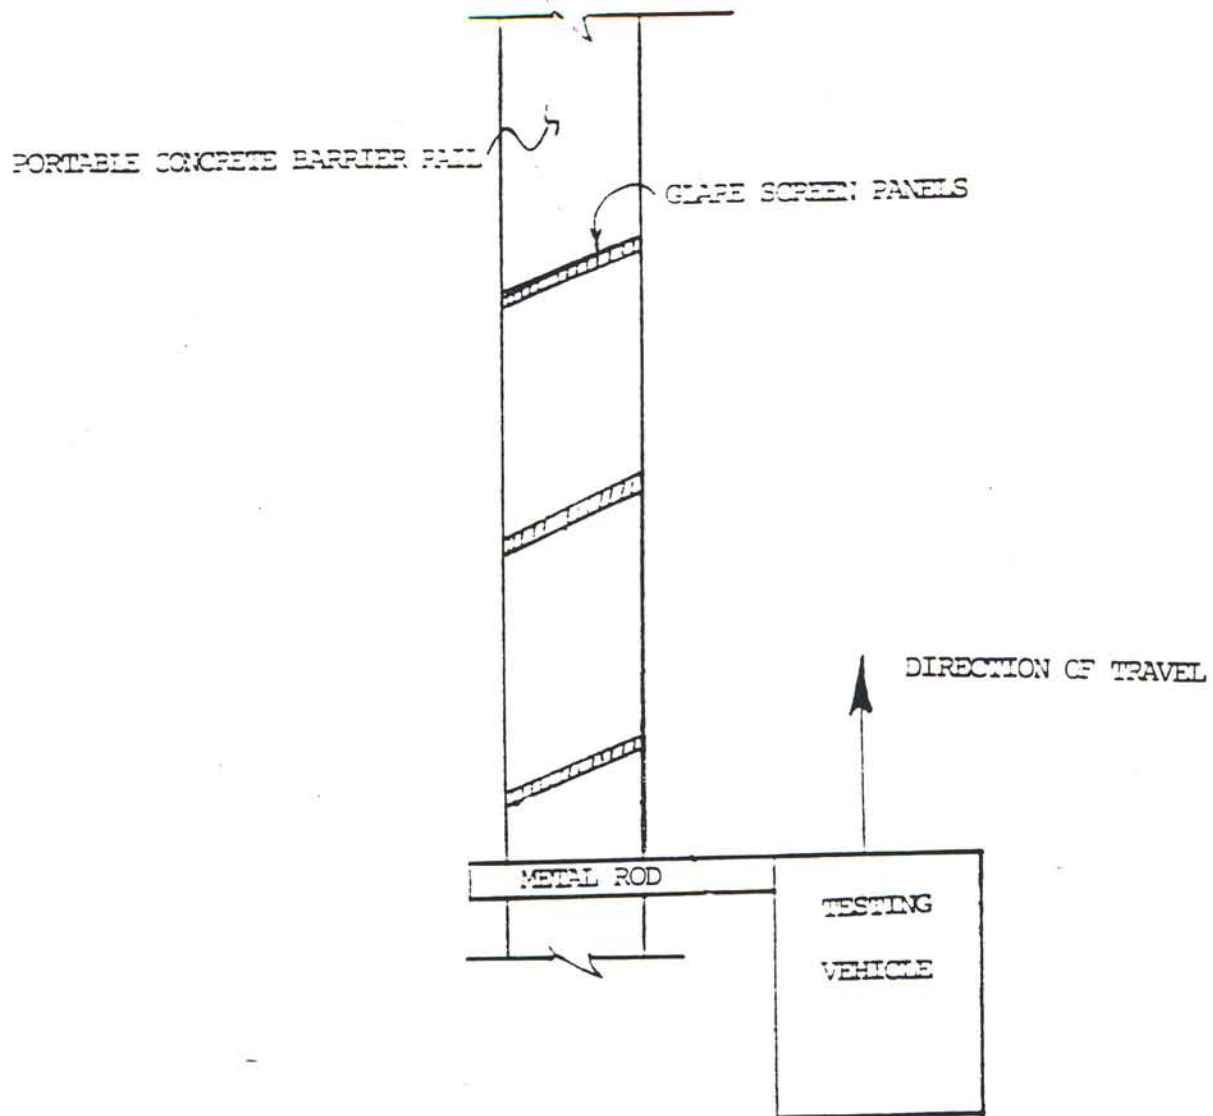 PORTABLE CONCRETE BARRIER RAIL
GLARE SCREEN PANELS
DIRECTION OF TRAVEL
METAL ROD
TESTING
VEHICLE